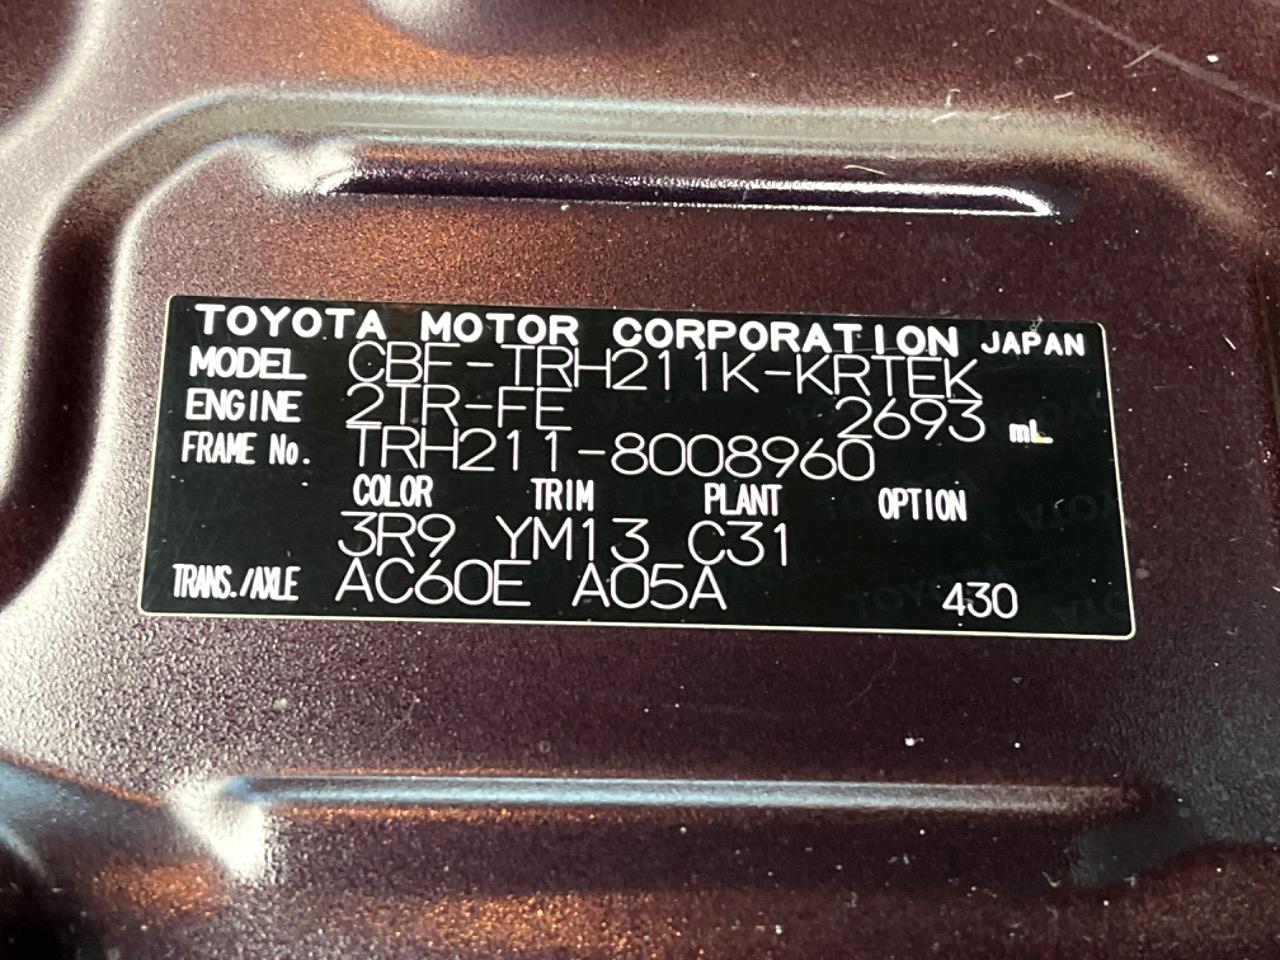 TOYOTA MOTOR CORPORATION JAPAN
MODEL CBF-TRH211K-KRTEK
ENGINE 2TR-FE 2693 mL
FRAME No. TRH211-8008960
COLOR TRIM PLANT OPTION
3R9 YM13 C31
TRANS./AXLE AC60E A05A 430